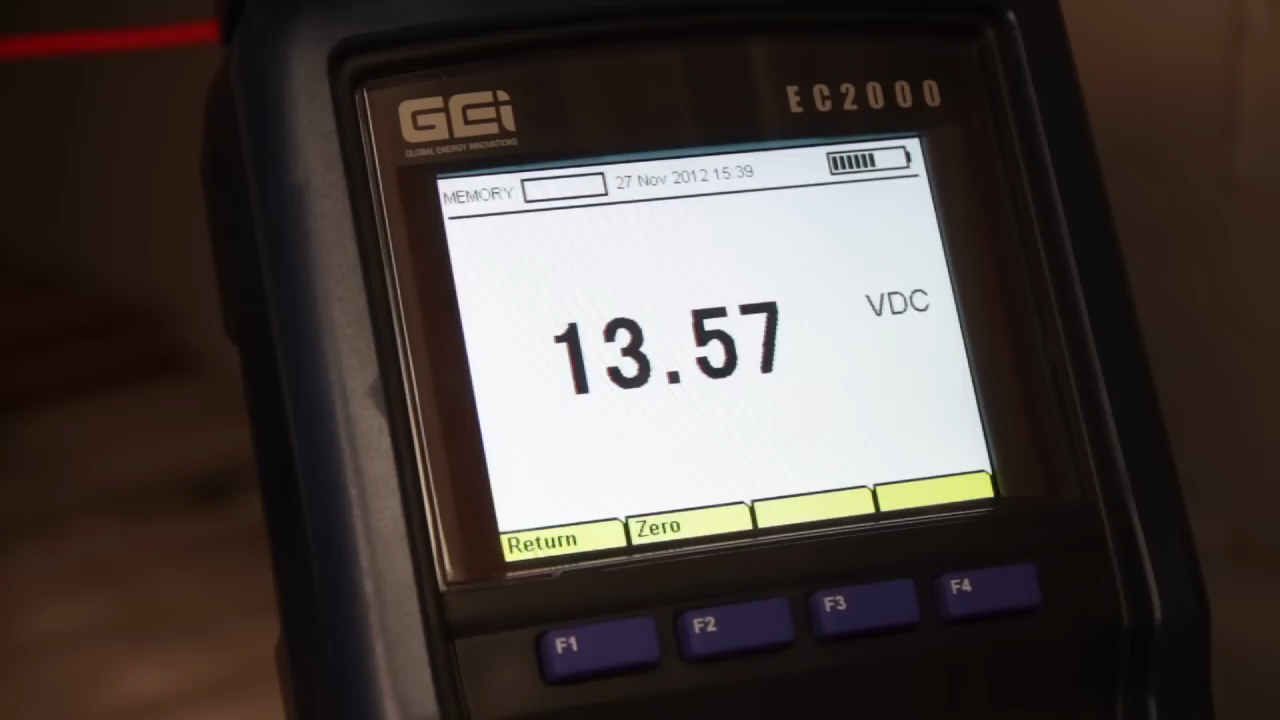 GEi
GLOBAL ENERGY INNOVATIONS
EC2000
MEMORY 27 Nov 2012 15:39
13.57 VDC
Return Zero
F1 F2 F3 F4